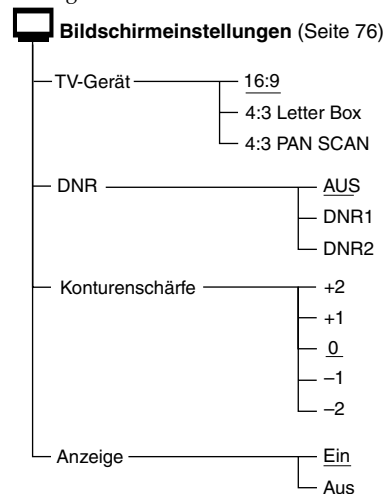 Bildschirmeinstellungen (Seite 76)
TV-Gerät
16:9
4:3 Letter Box
4:3 PAN SCAN
DNR
AUS
DNR1
DNR2
Konturenschärfe
+2
+1
0
–1
–2
Anzeige
Ein
Aus